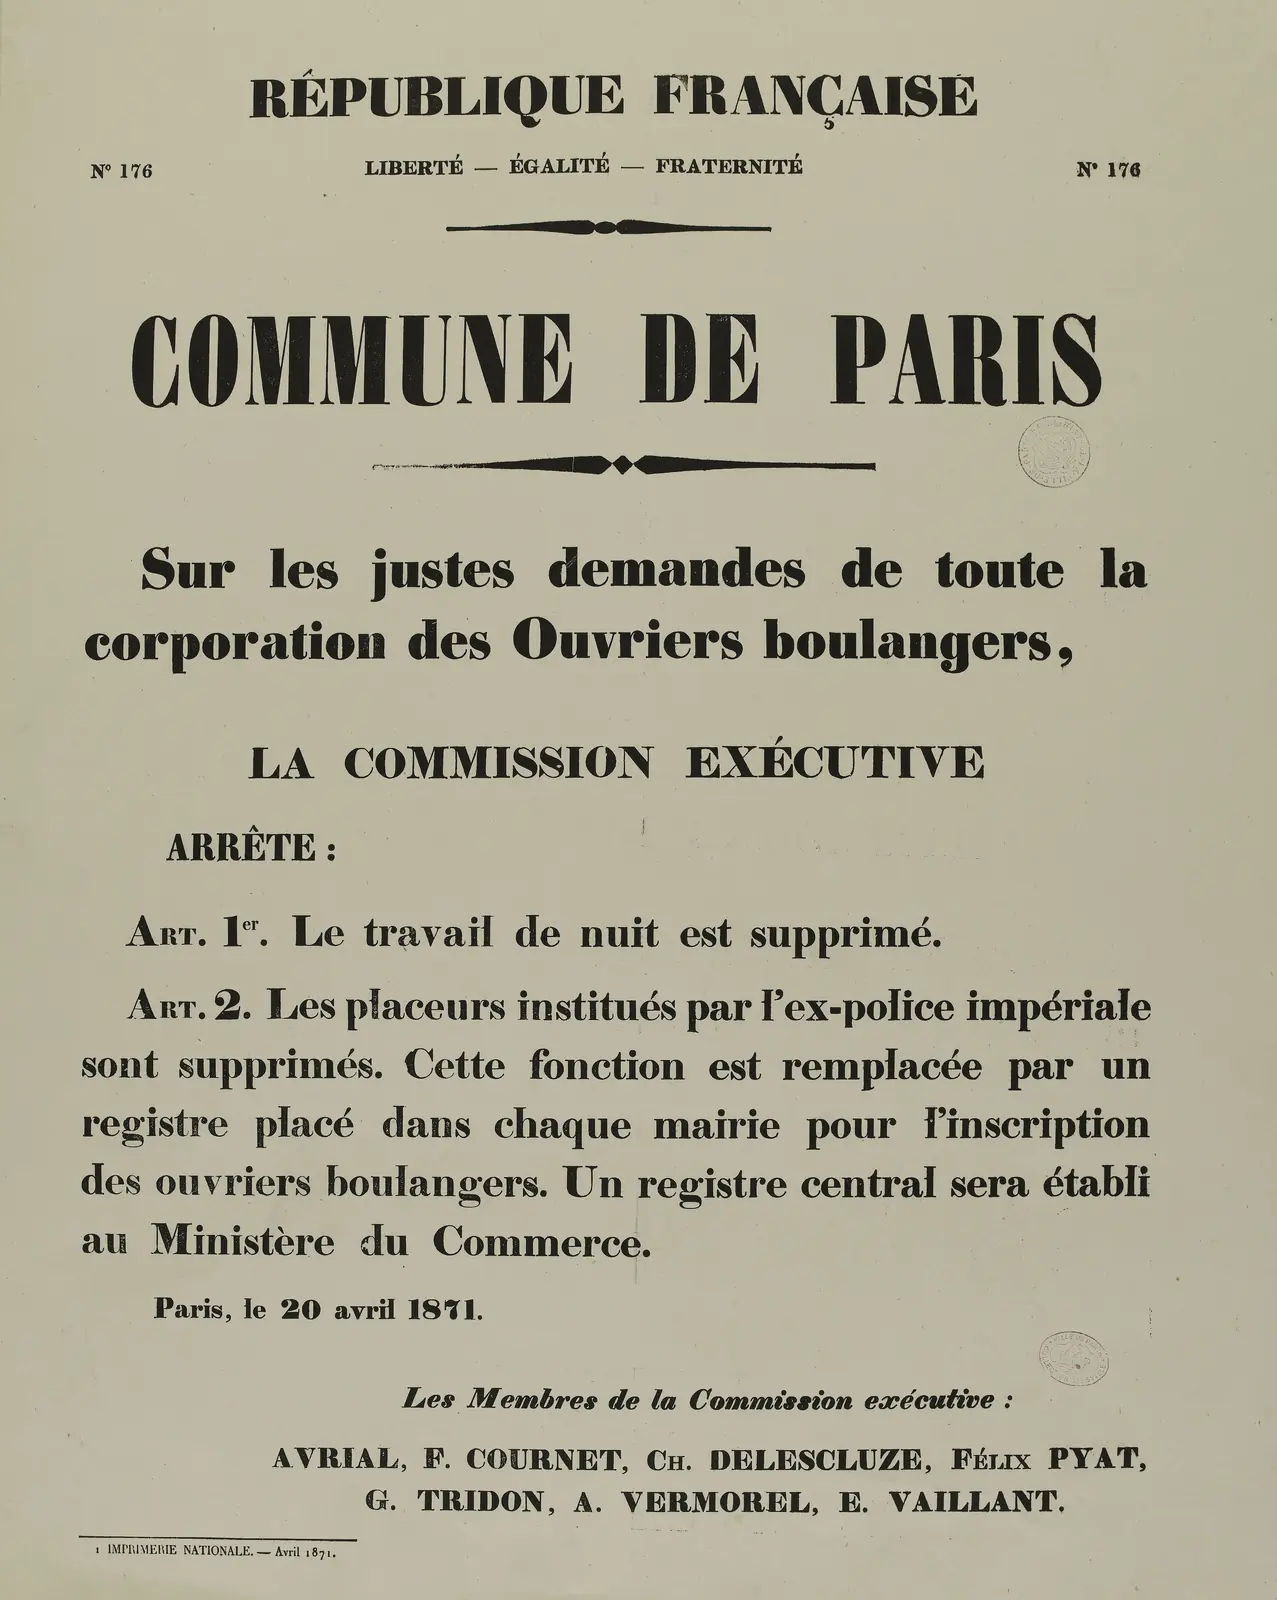 RÉPUBLIQUE FRANÇAISE
N° 176 LIBERTÉ — ÉGALITÉ — FRATERNITÉ N° 176
COMMUNE DE PARIS
Sur les justes demandes de toute la
corporation des Ouvriers boulangers,
LA COMMISSION EXÉCUTIVE
ARRÊTE :
ART. 1er. Le travail de nuit est supprimé.
ART. 2. Les placeurs institués par l'ex-police impériale
sont supprimés. Cette fonction est remplacée par un
registre placé dans chaque mairie pour l'inscription
des ouvriers boulangers. Un registre central sera établi
au Ministère du Commerce.
Paris, le 20 avril 1871.
Les Membres de la Commission exécutive :
AVRIAL, F. COURNET, CH. DELESCLUZE, FÉLIX PYAT,
G. TRIDON, A. VERMOREL, E. VAILLANT.
1 IMPRIMERIE NATIONALE. — Avril 1871.